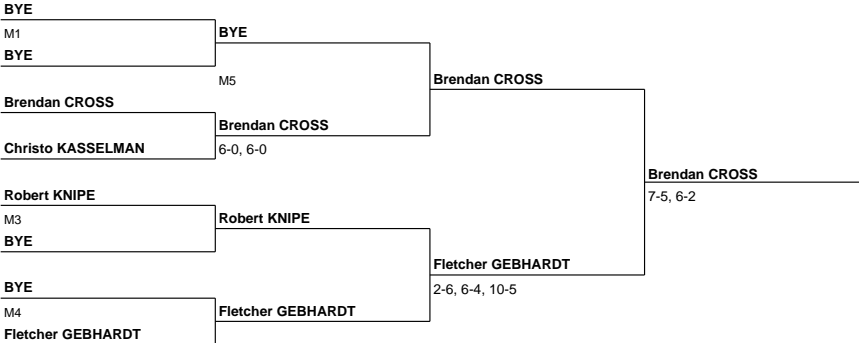 BYE
M1
BYE
BYE
M5
Brendan CROSS
Brendan CROSS
Brendan CROSS
Christo KASSELMAN
6-0, 6-0
Brendan CROSS
7-5, 6-2
Robert KNIPE
M3
Robert KNIPE
BYE
Fletcher GEBHARDT
2-6, 6-4, 10-5
BYE
M4
Fletcher GEBHARDT
Fletcher GEBHARDT